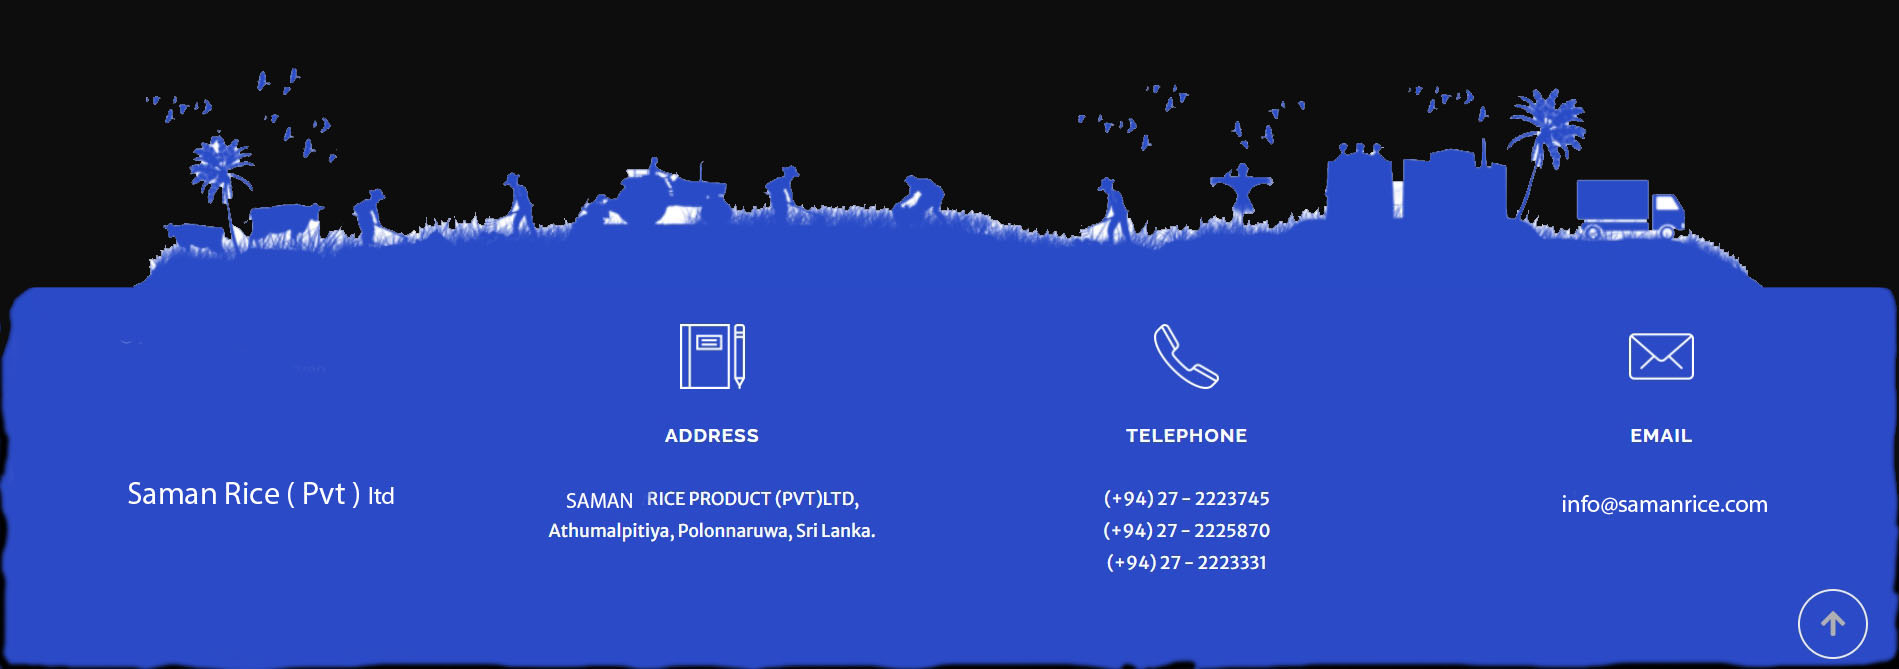 Saman Rice ( Pvt ) ltd
ADDRESS
SAMAN RICE PRODUCT (PVT)LTD,
Athumalpitiya, Polonnaruwa, Sri Lanka.
TELEPHONE
(+94) 27 – 2223745
(+94) 27 – 2225870
(+94) 27 – 2223331
EMAIL
info@samanrice.com